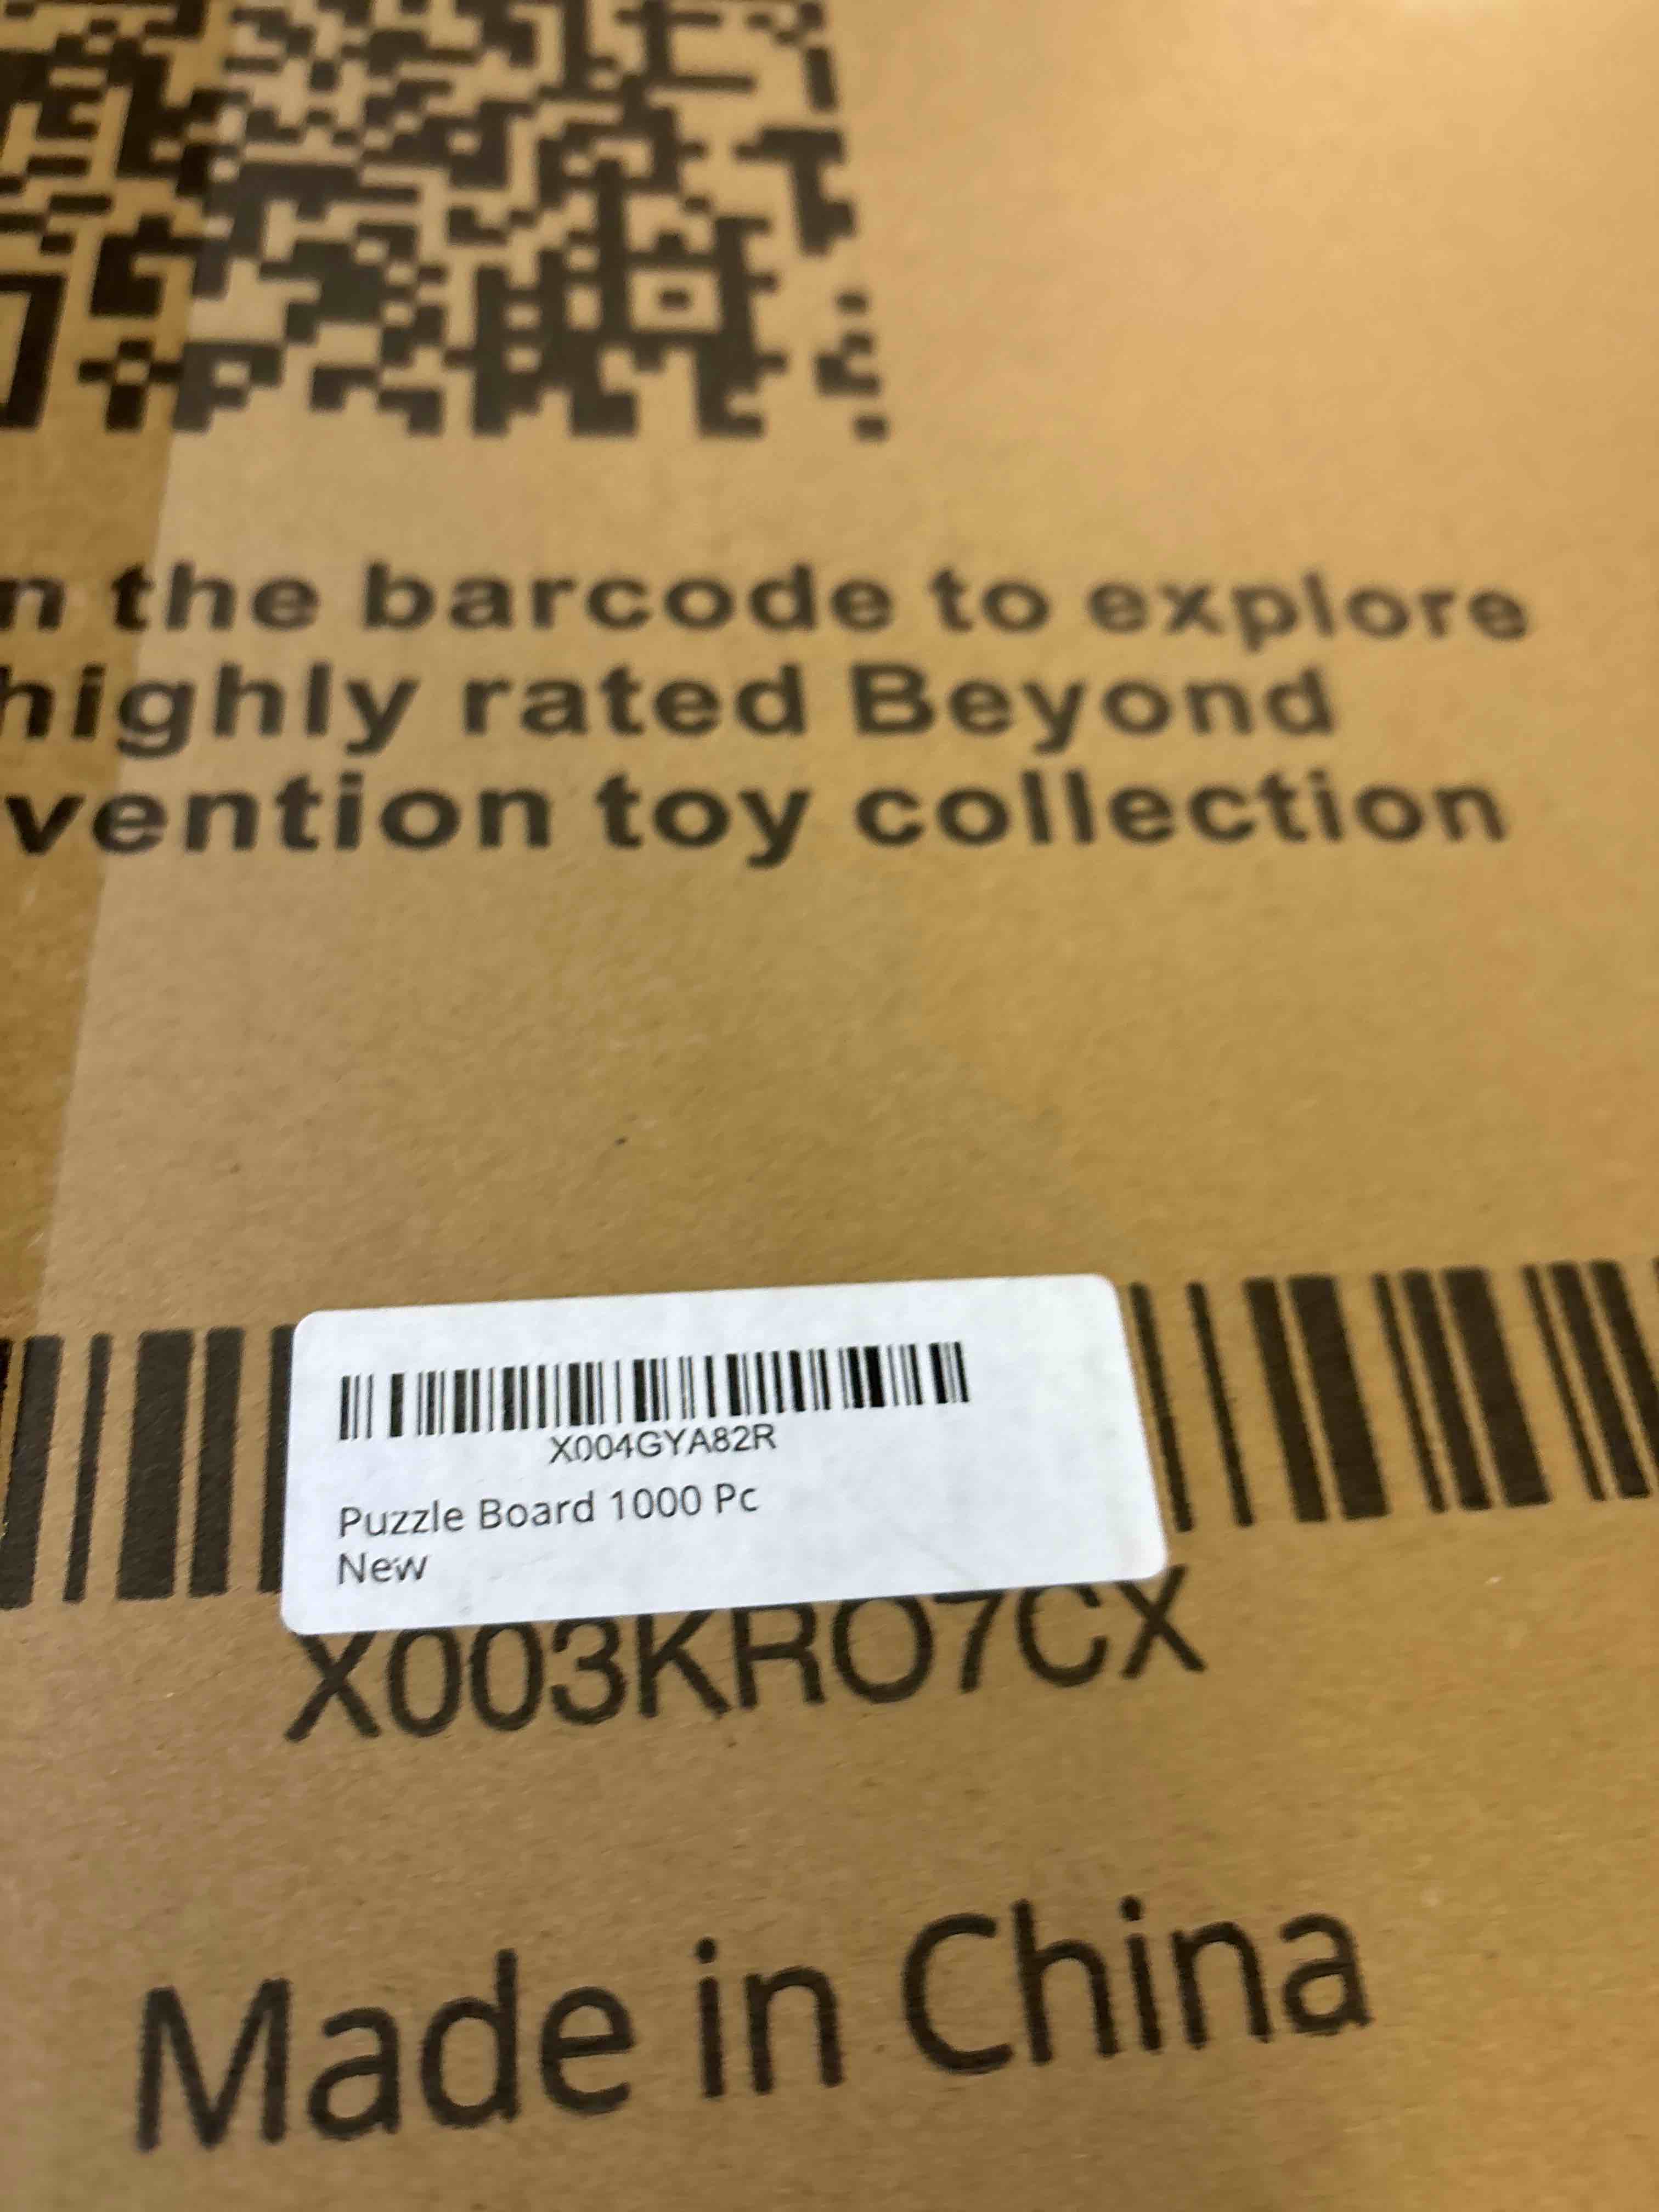 n the barcode to explore
highly rated Beyond
vention toy collection
X004GYA82R
Puzzle Board 1000 Pc
New
X003KRO7CX
Made in China